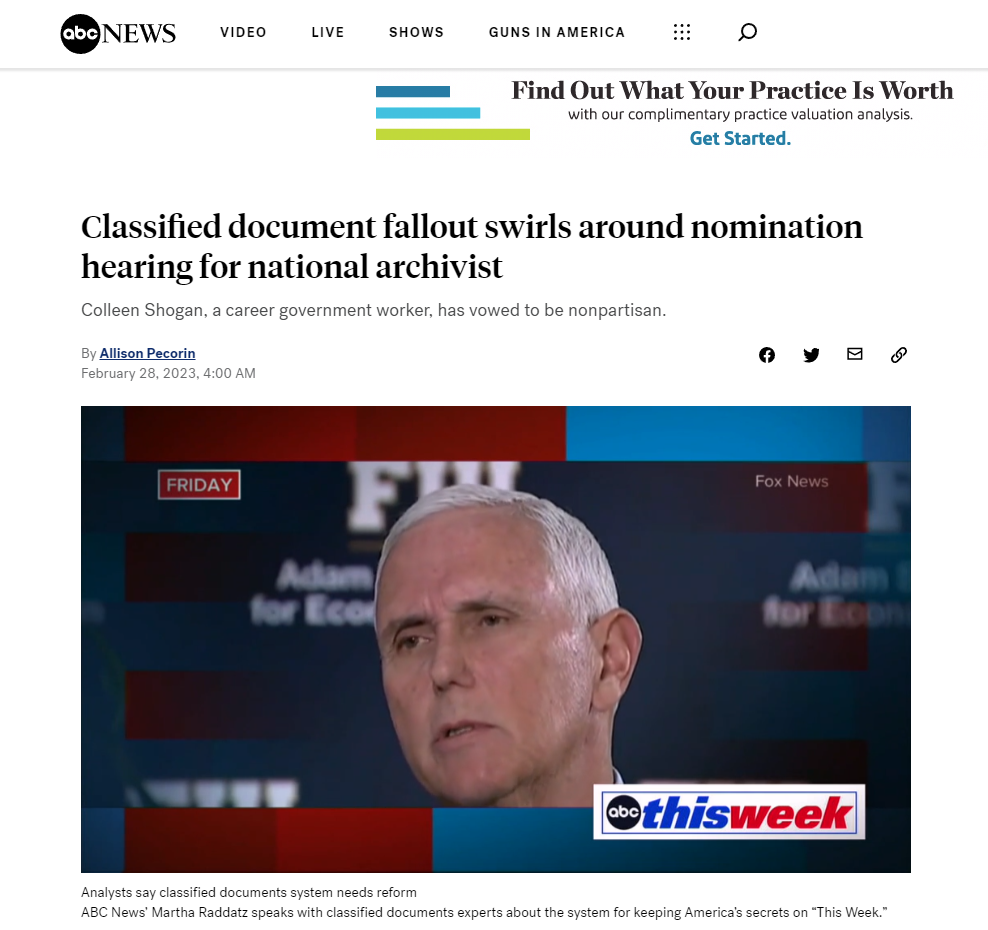 abc NEWS
VIDEO
LIVE
SHOWS
GUNS IN AMERICA
Find Out What Your Practice Is Worth
with our complimentary practice valuation analysis.
Get Started.
Classified document fallout swirls around nomination
hearing for national archivist
Colleen Shogan, a career government worker, has vowed to be nonpartisan.
By Allison Pecorin
February 28, 2023, 4:00 AM
FRIDAY
Fox News
Adam
for Econ
Adam
for Econ
abc thisweek
Analysts say classified documents system needs reform
ABC News' Martha Raddatz speaks with classified documents experts about the system for keeping America's secrets on “This Week.”